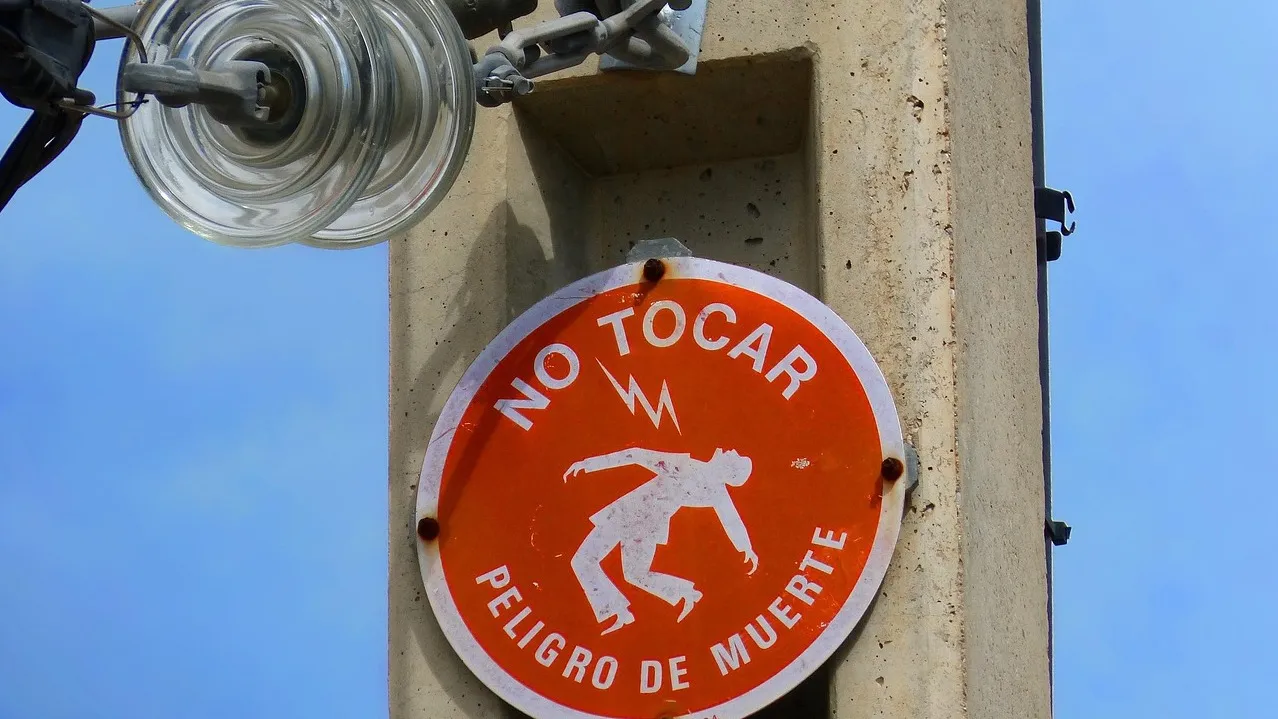 NO TOCAR
PELIGRO DE MUERTE